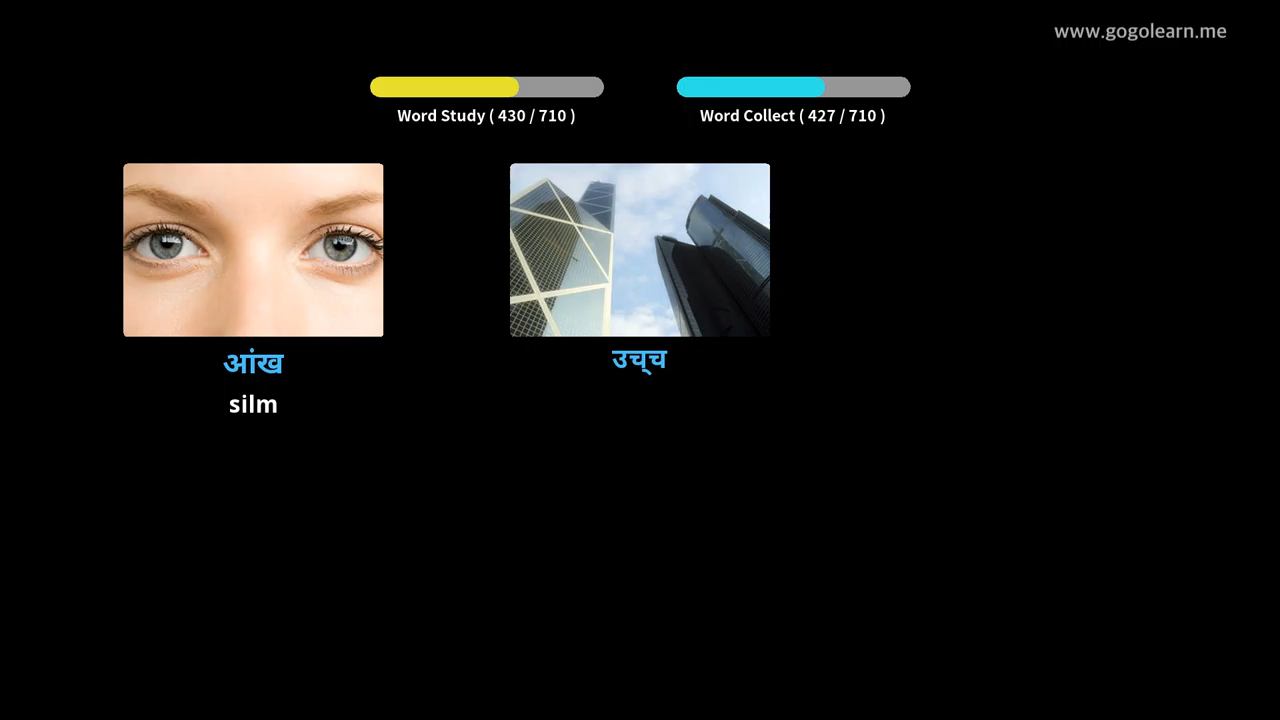 www.gogolearn.me
Word Study ( 430 / 710 )
Word Collect ( 427 / 710 )
आंख
उच्‌च
silm